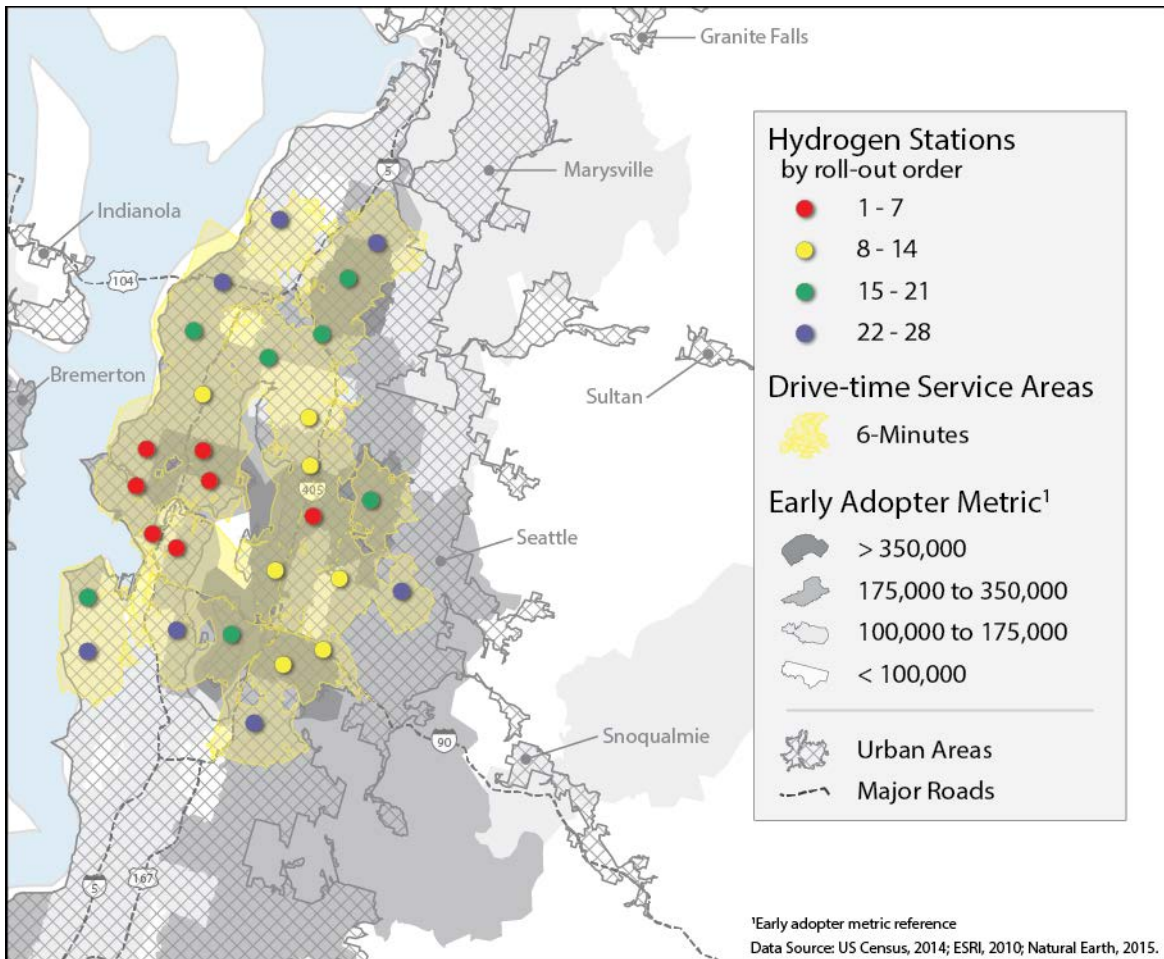 Granite Falls
5
Marysville
Indianola
104
Bremerton
Sultan
405
Seattle
90
Snoqualmie
5
167
Hydrogen Stations
by roll-out order
1 - 7
8 - 14
15 - 21
22 - 28
Drive-time Service Areas
6-Minutes
Early Adopter Metric¹
> 350,000
175,000 to 350,000
100,000 to 175,000
< 100,000
Urban Areas
Major Roads
¹Early adopter metric reference
Data Source: US Census, 2014; ESRI, 2010; Natural Earth, 2015.